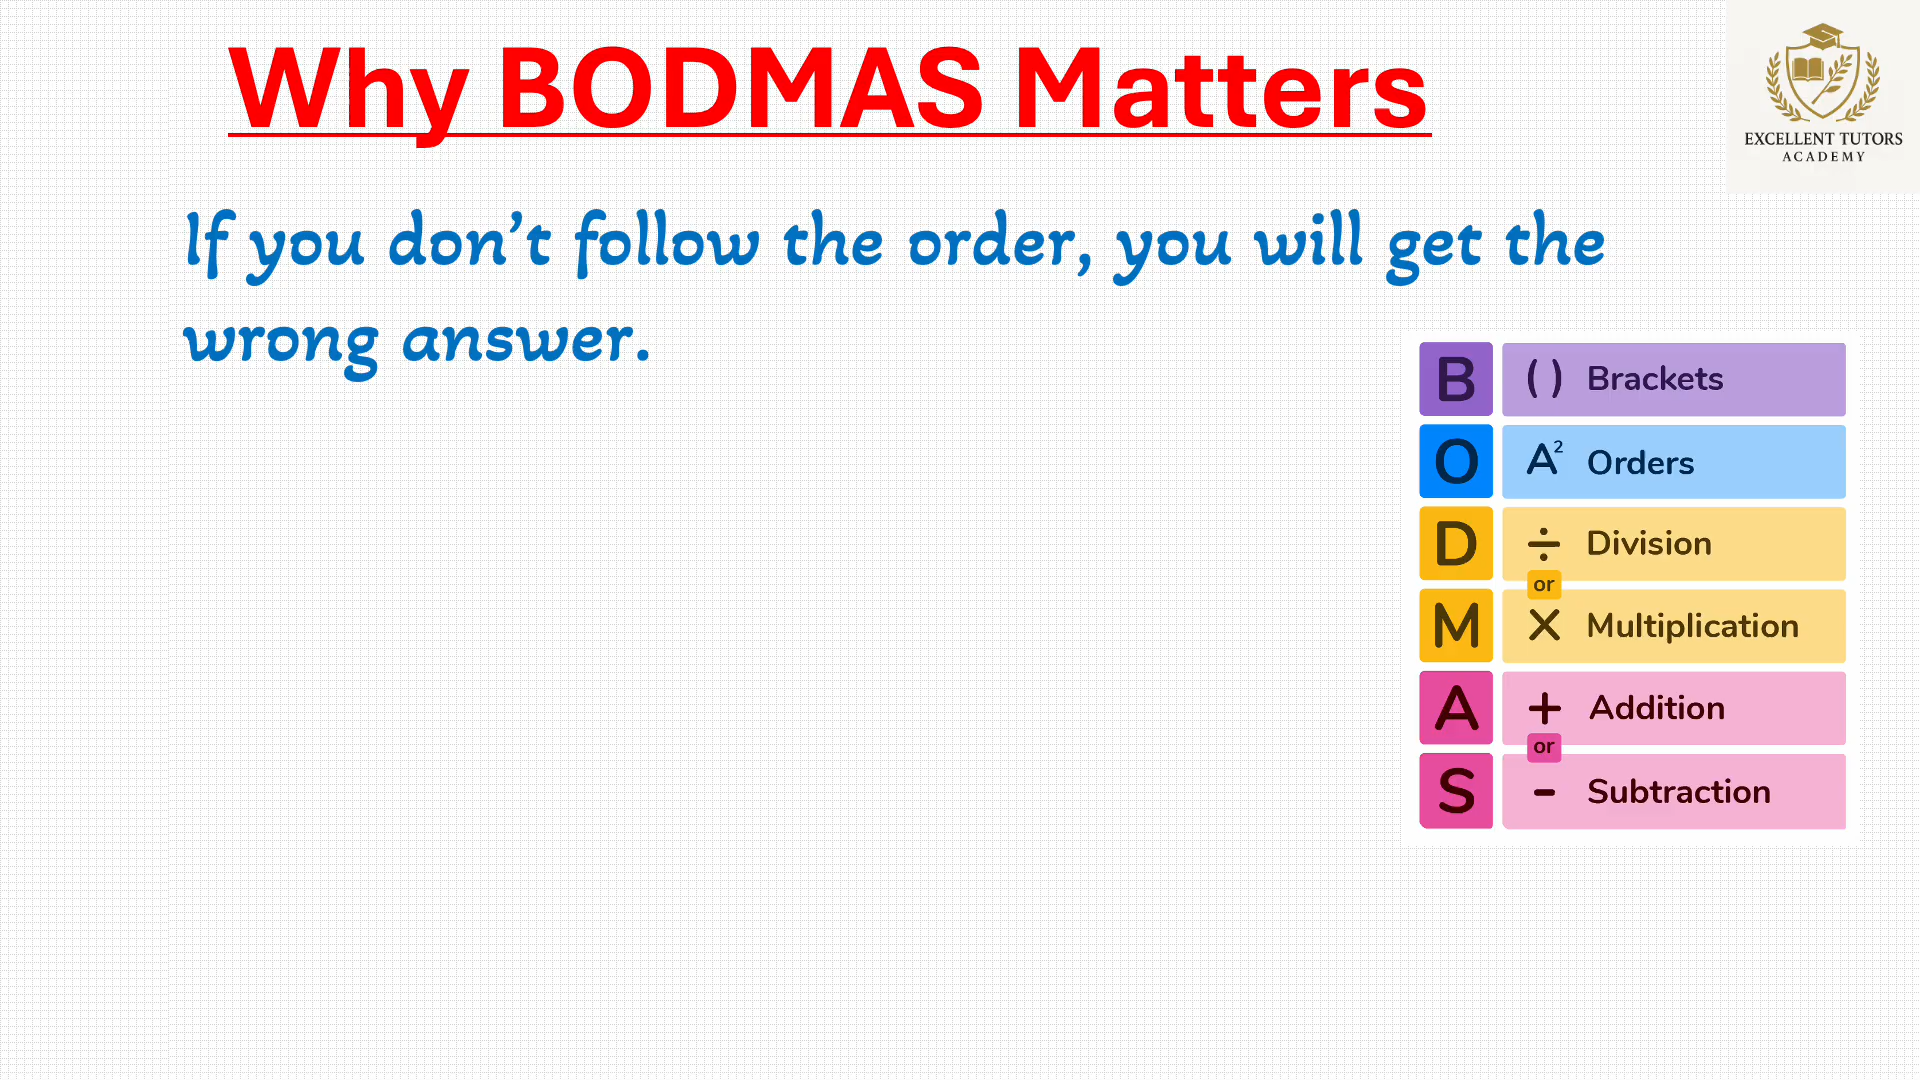 Why BODMAS Matters
EXCELLENT TUTORS
ACADEMY
If you don't follow the order, you will get the
wrong answer.
B ( ) Brackets
O A² Orders
D ÷ Division
or
M × Multiplication
A + Addition
or
S - Subtraction